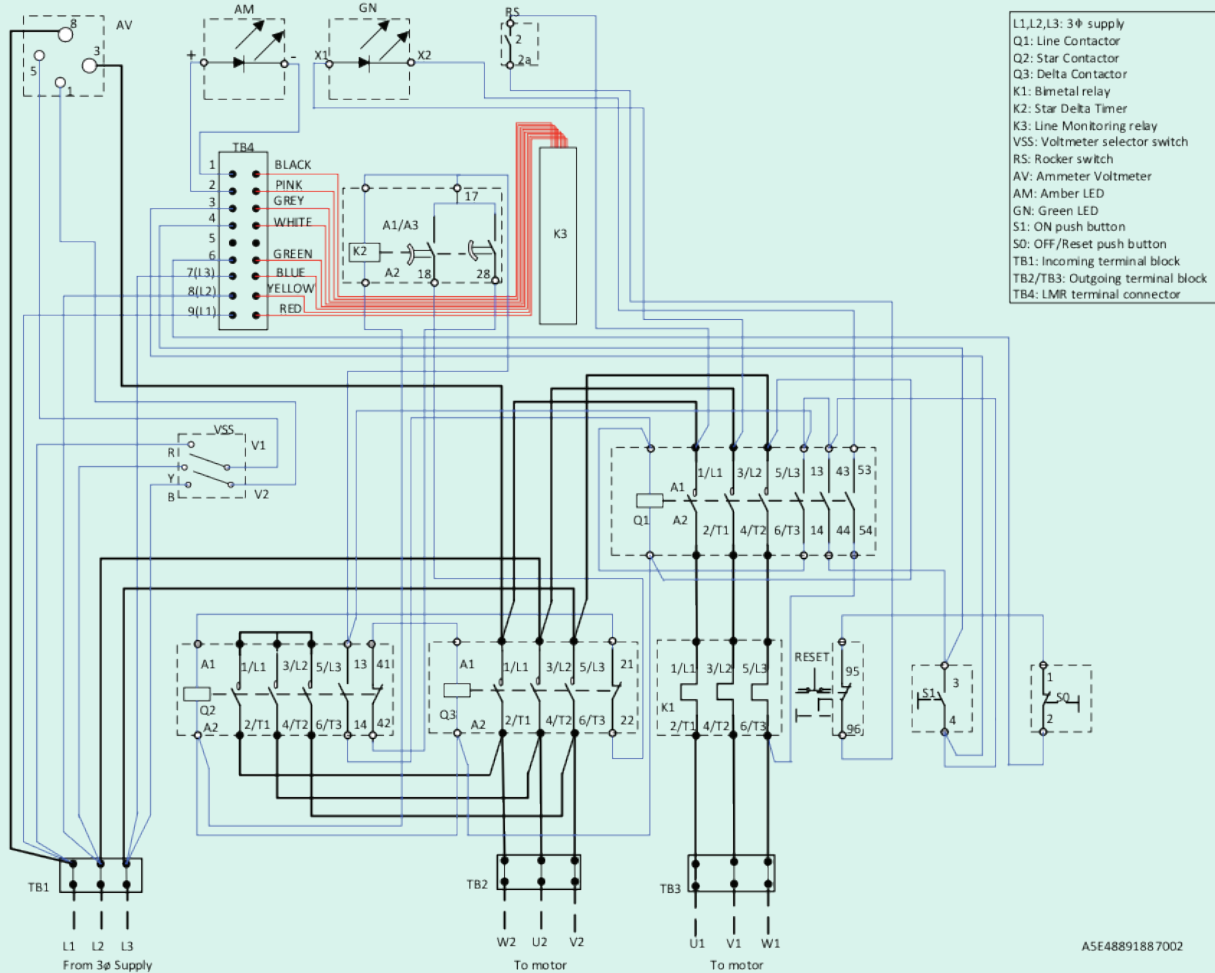 AM
GN
RS
AV
8
3
5
1
+
-
X1
X2
2
2a
L1,L2,L3: 3Φ supply
Q1: Line Contactor
Q2: Star Contactor
Q3: Delta Contactor
K1: Bimetal relay
K2: Star Delta Timer
K3: Line Monitoring relay
VSS: Voltmeter selector switch
RS: Rocker switch
AV: Ammeter Voltmeter
AM: Amber LED
GN: Green LED
S1: ON push button
S0: OFF/Reset push button
TB1: Incoming terminal block
TB2/TB3: Outgoing terminal block
TB4: LMR terminal connector
TB4
1 BLACK
2 PINK
3 GREY
4 WHITE
5
6 GREEN
7(L3) BLUE
8(L2) YELLOW
9(L1) RED
17
A1/A3
K2
A2
18
28
K3
VSS
R
V1
Y
B
V2
1/L1 3/L2 5/L3 13 43 53
A1
Q1
A2
2/T1 4/T2 6/T3 14 44 54
A1 1/L1 3/L2 5/L3 13 41
Q2
A2 2/T1 4/T2 6/T3 14 42
A1 1/L1 3/L2 5/L3 21
Q3
A2 2/T1 4/T2 6/T3 22
1/L1 3/L2 5/L3
K1
2/T1 4/T2 6/T3
RESET
95
96
S1
3
4
1
S0
2
TB1
TB2
TB3
L1 L2 L3
From 3ø Supply
W2 U2 V2
To motor
U1 V1 W1
To motor
A5E48891887002